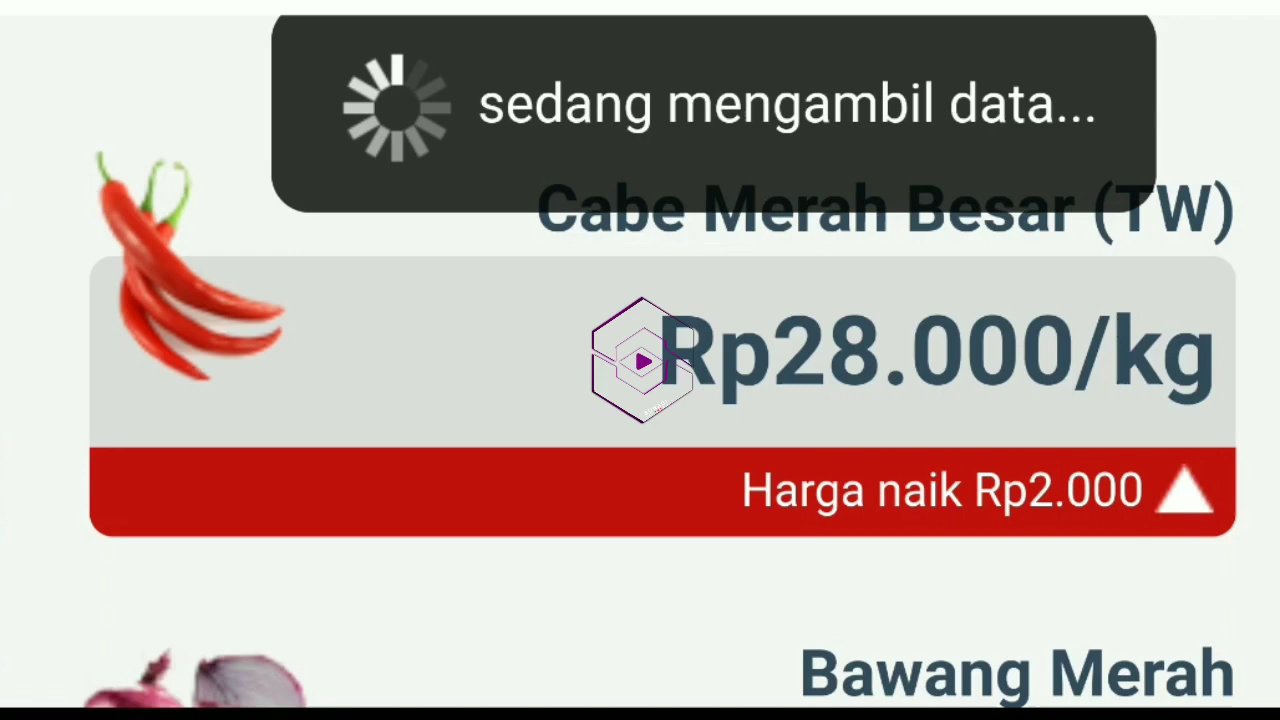 sedang mengambil data...
Cabe Merah Besar (TW)
Rp28.000/kg
Harga naik Rp2.000
Bawang Merah